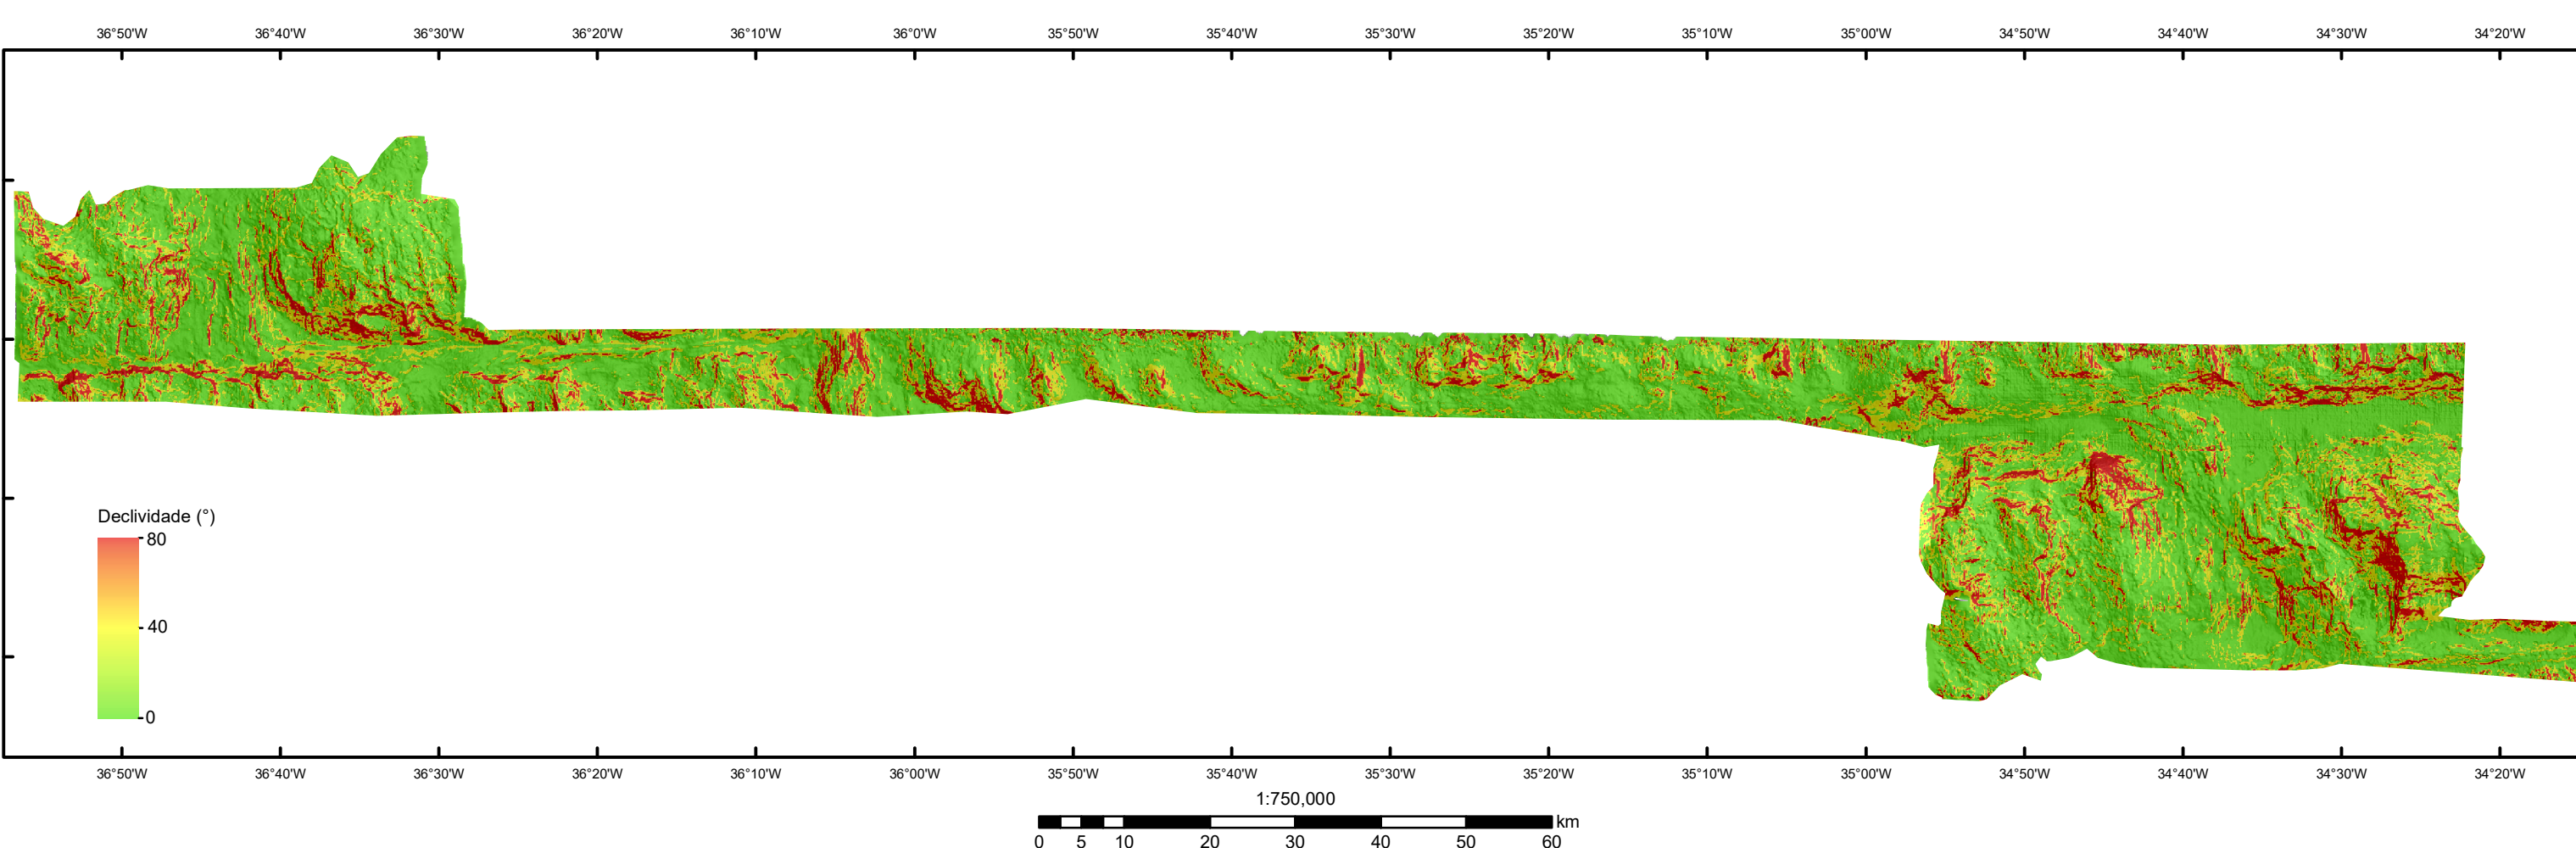 36°50'W 36°40'W 36°30'W 36°20'W 36°10'W 36°0'W 35°50'W 35°40'W 35°30'W 35°20'W 35°10'W 35°00'W 34°50'W 34°40'W 34°30'W 34°20'W
Declividade (°)
80
40
0
36°50'W 36°40'W 36°30'W 36°20'W 36°10'W 36°00'W 35°50'W 35°40'W 35°30'W 35°20'W 35°10'W 35°00'W 34°50'W 34°40'W 34°30'W 34°20'W
1:750,000
km
0 5 10 20 30 40 50 60